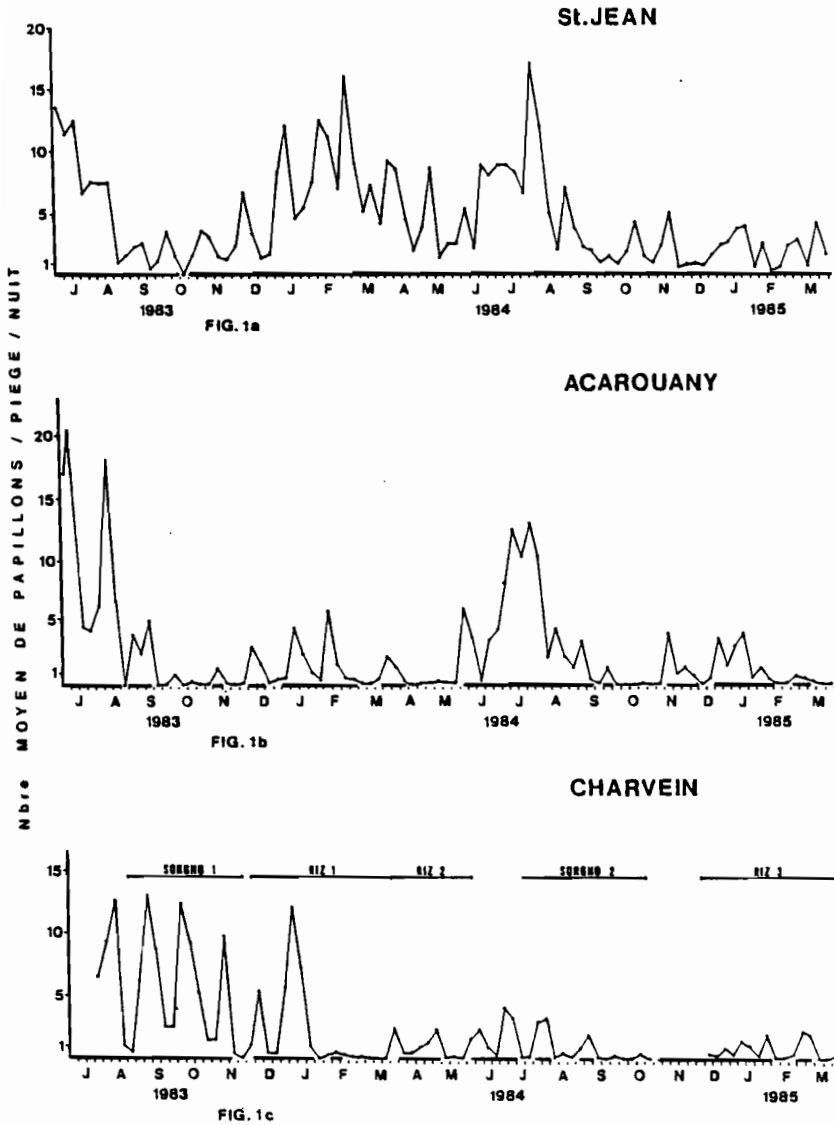 St.JEAN
20
15
10
5
1
J A S O N D J F M A M J J A S O N D J F M
1983 1984 1985
FIG. 1a
Nbre MOYEN DE PAPILLONS / PIEGE / NUIT
ACAROUANY
20
15
10
5
1
J A S O N D J F M A M J J A S O N D J F M
1983 1984 1985
FIG. 1b
CHARVEIN
15
SORGHO 1 RIZ 1 RIZ 2 SORGHO 2 RIZ 3
10
5
1
J A S O N D J F M A M J J A S O N D J F M
1983 1984 1985
FIG. 1c